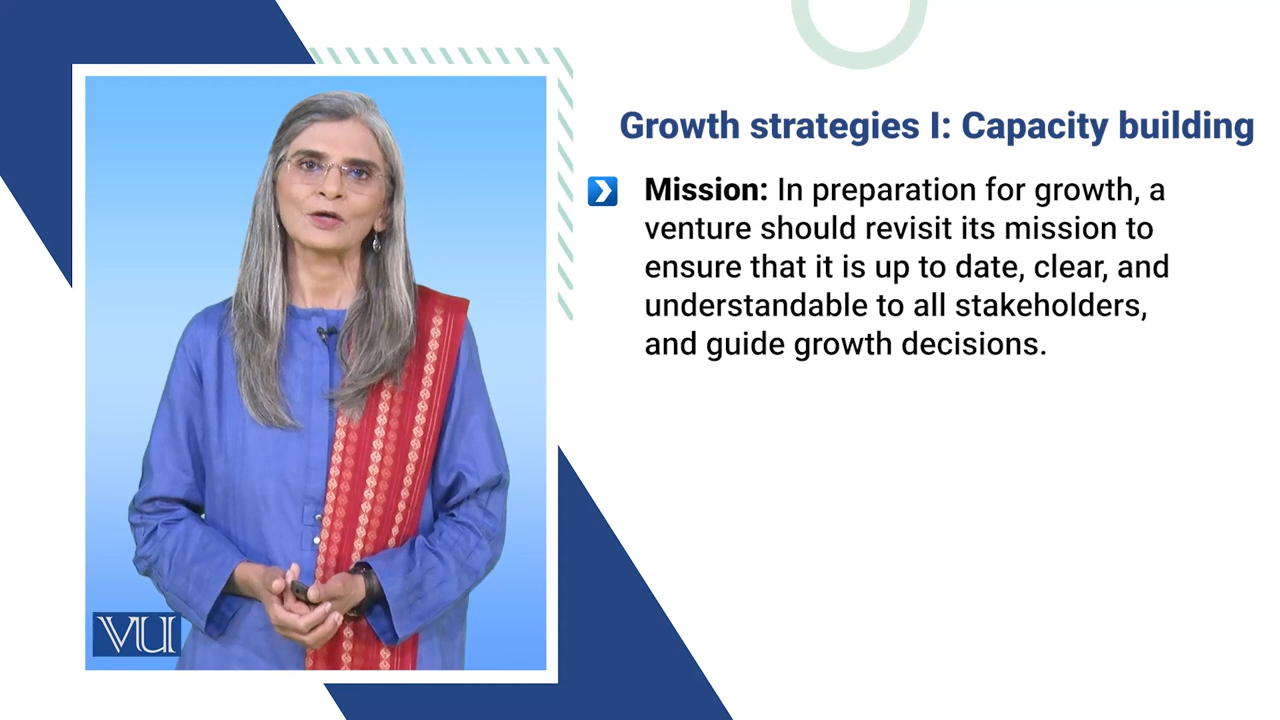 Growth strategies I: Capacity building
Mission: In preparation for growth, a
venture should revisit its mission to
ensure that it is up to date, clear, and
understandable to all stakeholders,
and guide growth decisions.
VU